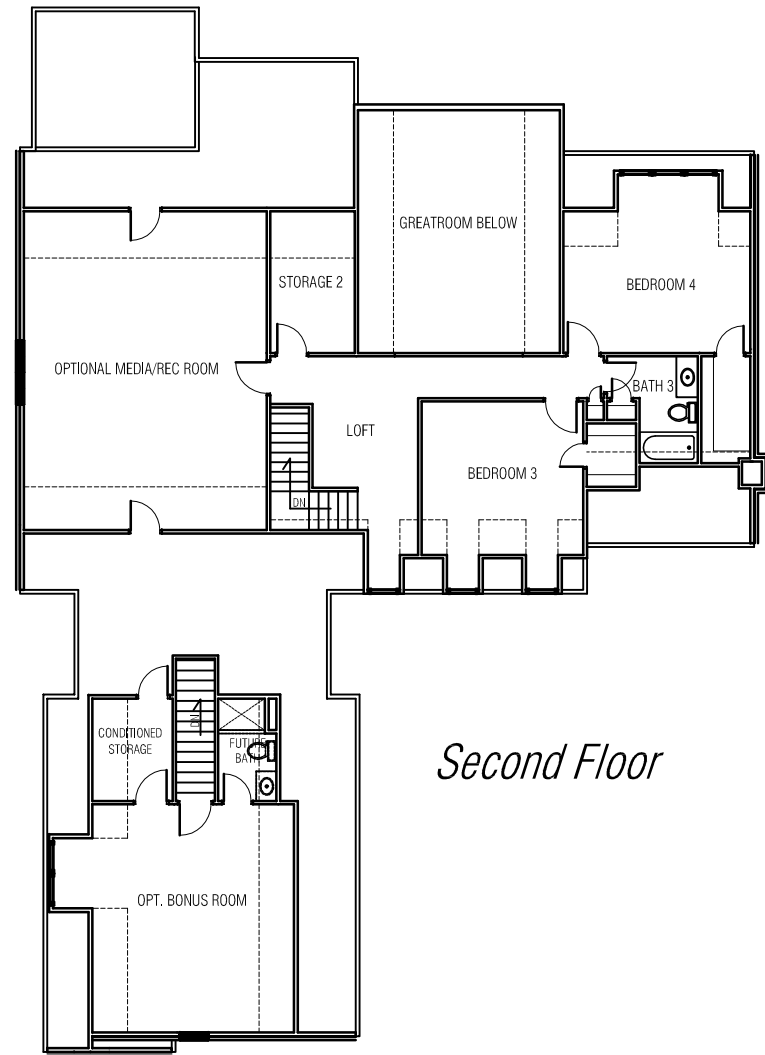 GREATROOM BELOW
STORAGE 2
BEDROOM 4
OPTIONAL MEDIA/REC ROOM
BATH 3
LOFT
BEDROOM 3
DN
DN
CONDITIONED
STORAGE
FUTURE
BATH
Second Floor
OPT. BONUS ROOM